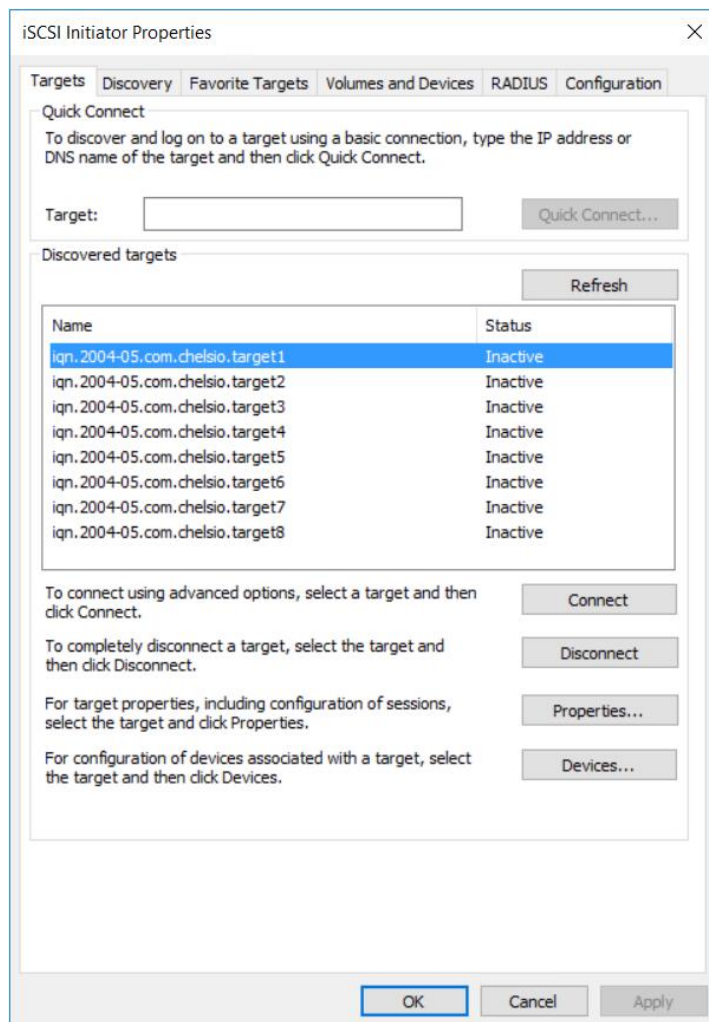 iSCSI Initiator Properties
Targets Discovery Favorite Targets Volumes and Devices RADIUS Configuration
Quick Connect
To discover and log on to a target using a basic connection, type the IP address or
DNS name of the target and then click Quick Connect.
Target: Quick Connect...
Discovered targets
Refresh
Name Status
iqn.2004-05.com.chelsio.target1 Inactive
iqn.2004-05.com.chelsio.target2 Inactive
iqn.2004-05.com.chelsio.target3 Inactive
iqn.2004-05.com.chelsio.target4 Inactive
iqn.2004-05.com.chelsio.target5 Inactive
iqn.2004-05.com.chelsio.target6 Inactive
iqn.2004-05.com.chelsio.target7 Inactive
iqn.2004-05.com.chelsio.target8 Inactive
To connect using advanced options, select a target and then
click Connect.
Connect
To completely disconnect a target, select the target and
then click Disconnect.
Disconnect
For target properties, including configuration of sessions,
select the target and click Properties.
Properties...
For configuration of devices associated with a target, select
the target and then click Devices.
Devices...
OK Cancel Apply